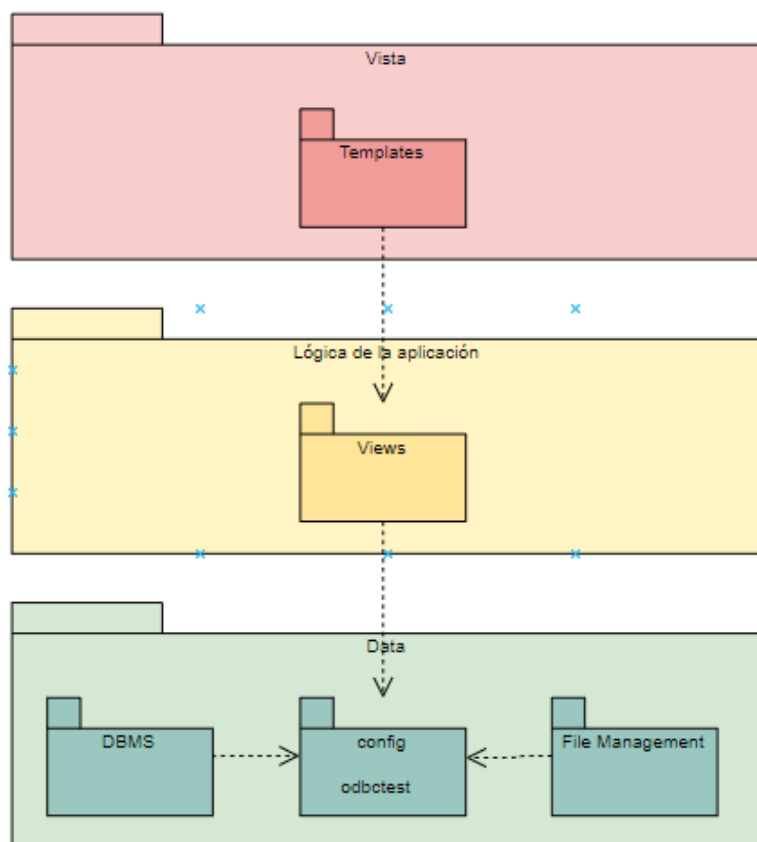 Vista
Templates
Lógica de la aplicación
Views
Data
DBMS
config
File Management
odbctest